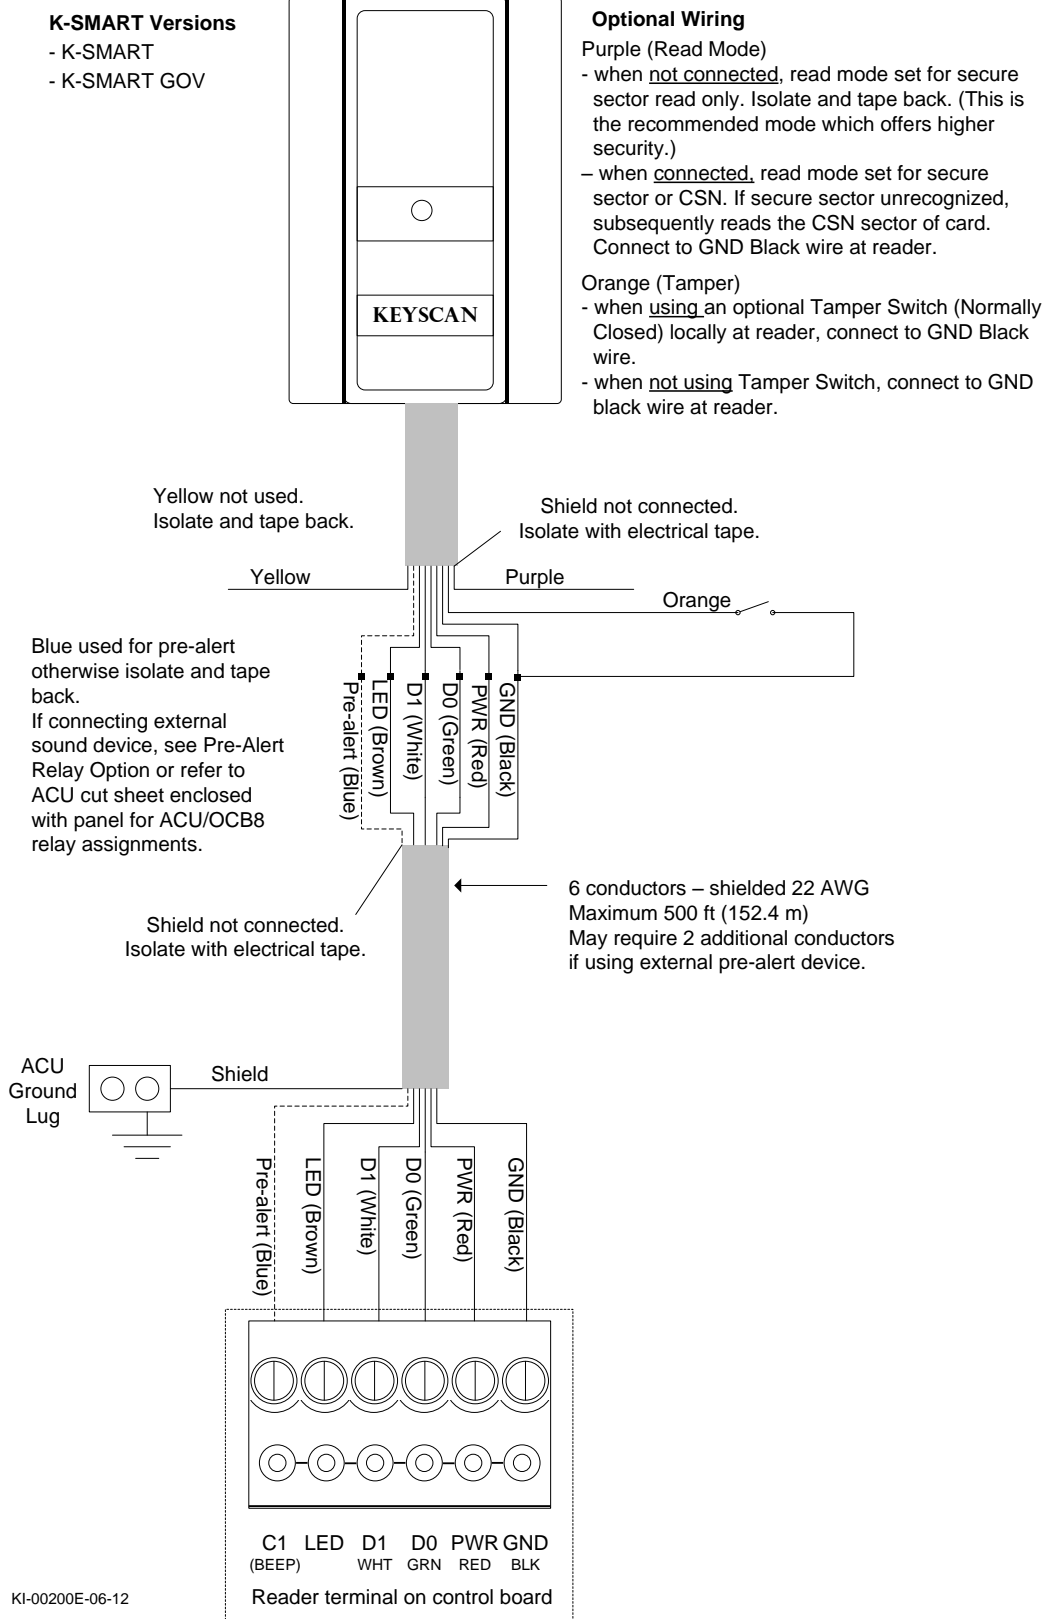 K-SMART Versions
- K-SMART
- K-SMART GOV
Optional Wiring
Purple (Read Mode)
- when not connected, read mode set for secure
sector read only. Isolate and tape back. (This is
the recommended mode which offers higher
security.)
– when connected, read mode set for secure
sector or CSN. If secure sector unrecognized,
subsequently reads the CSN sector of card.
Connect to GND Black wire at reader.
Orange (Tamper)
- when using an optional Tamper Switch (Normally
Closed) locally at reader, connect to GND Black
wire.
- when not using Tamper Switch, connect to GND
black wire at reader.
KEYSCAN
Yellow not used.
Isolate and tape back.
Shield not connected.
Isolate with electrical tape.
Yellow
Purple
Orange
Blue used for pre-alert
otherwise isolate and tape
back.
If connecting external
sound device, see Pre-Alert
Relay Option or refer to
ACU cut sheet enclosed
with panel for ACU/OCB8
relay assignments.
Pre-alert (Blue)
LED (Brown)
D1 (White)
D0 (Green)
PWR (Red)
GND (Black)
6 conductors – shielded 22 AWG
Maximum 500 ft (152.4 m)
May require 2 additional conductors
if using external pre-alert device.
Shield not connected.
Isolate with electrical tape.
ACU
Ground
Lug
Shield
Pre-alert (Blue)
LED (Brown)
D1 (White)
D0 (Green)
PWR (Red)
GND (Black)
C1 LED D1 D0 PWR GND
(BEEP) WHT GRN RED BLK
Reader terminal on control board
KI-00200E-06-12